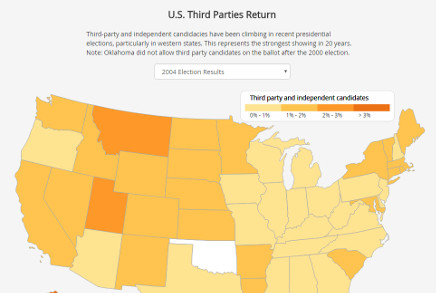 U.S. Third Parties Return
Third-party and independent candidacies have been climbing in recent presidential
elections, particularly in western states. This represents the strongest showing in 20 years.
Note: Oklahoma did not allow third party candidates on the ballot after the 2000 election.
2004 Election Results
Third party and independent candidates
0% - 1% 1% - 2% 2% - 3% > 3%